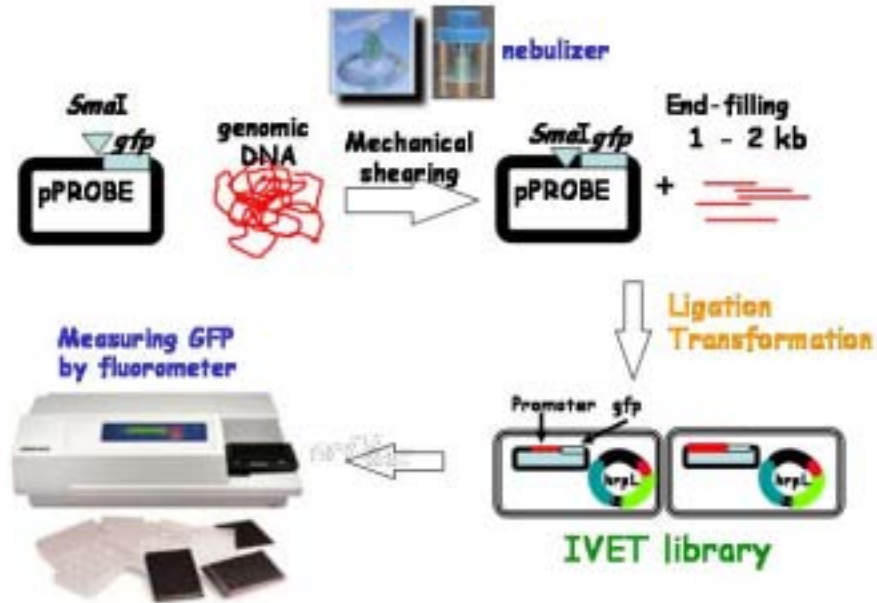 nebulizer
SmaI
gfp
pPROBE
genomic
DNA
Mechanical
shearing
SmaI gfp
pPROBE
+
End-filling
1 - 2 kb
Ligation
Transformation
Promoter gfp
hrpL
hrpL
IVET library
Measuring GFP
by fluorometer